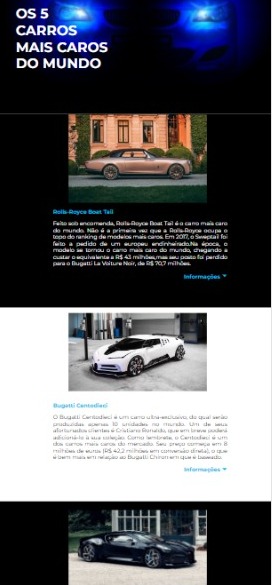 OS 5
CARROS
MAIS CAROS
DO MUNDO
Rolls-Royce Boat Tail
Feito sob encomenda, Rolls-Royce Boat Tail é o carro mais caro
do mundo. Não é a primeira vez que a Rolls-Royce ocupa o
topo do ranking de modelos mais caros. Em 2017, o Sweptail foi
feito a pedido de um europeu endinheirado.Na época, o
modelo se tornou o carro mais caro do mundo, chegando a
custar o equivalente a R$ 43 milhões,mas seu posto foi perdido
para o Bugatti La Voiture Noir, de R$ 70,7 milhões.
Informações
Bugatti Centodieci
O Bugatti Centodieci é um carro ultra-exclusivo, do qual serão
produzidas apenas 10 unidades no mundo. Um de seus
afortunados clientes é Cristiano Ronaldo, que em breve poderá
adicioná-lo à sua coleção. Como lembrete, o Centodieci é um
dos carros mais caros do mercado. Seu preço começa em 8
milhões de euros (R$ 42,2 milhões em conversão direta), o que
é bem mais em relação ao Bugatti Chiron em que é baseado.
Informações